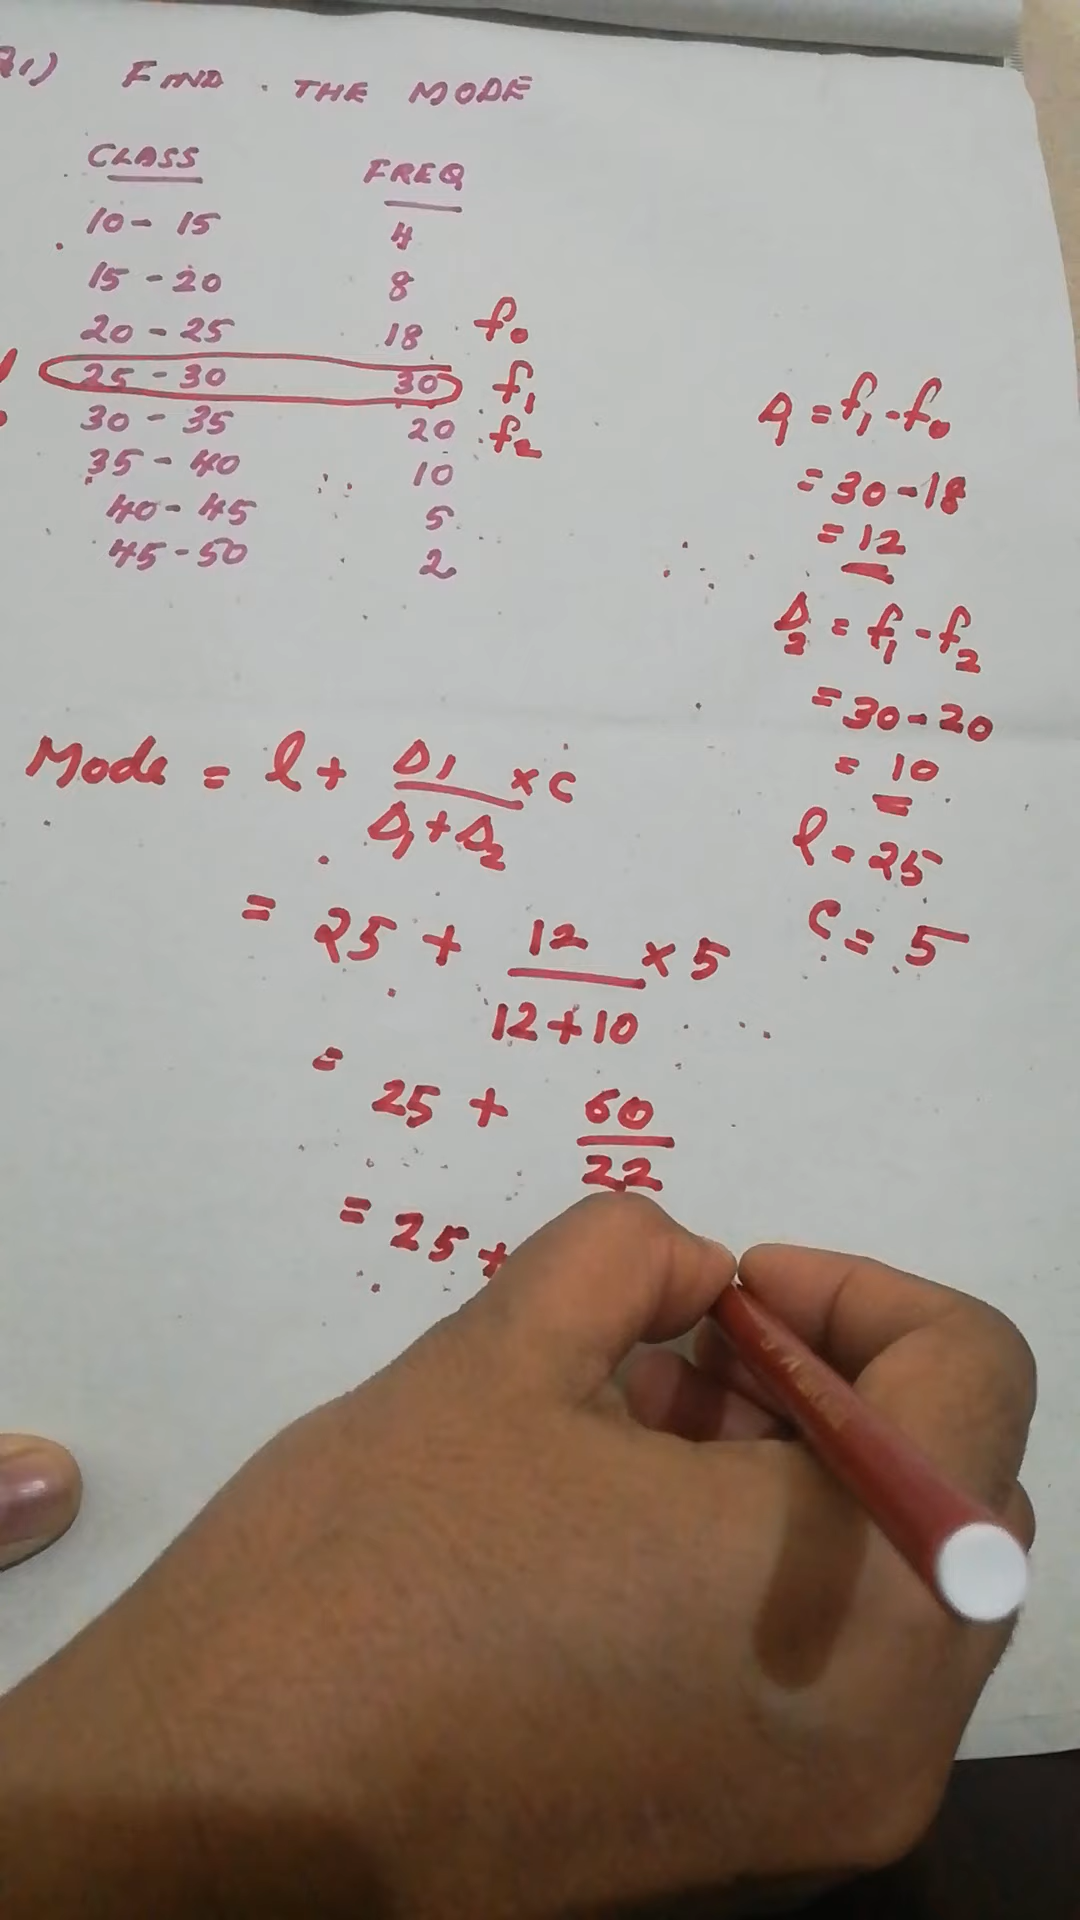 Q1) FIND THE MODE
CLASS FREQ
10 - 15 4
15 - 20 8
20 - 25 18 f₀
25 - 30 30 f₁
30 - 35 20 f₂
35 - 40 10
40 - 45 5
45 - 50 2
Δ₁ = f₁ - f₀
= 30 - 18
= 12
Δ₂ = f₁ - f₂
= 30 - 20
= 10
l = 25
C = 5
Mode = l + Δ1/(Δ₁ + Δ₂) × C
= 25 + 12/(12 + 10) × 5
= 25 + 60/22
= 25 +